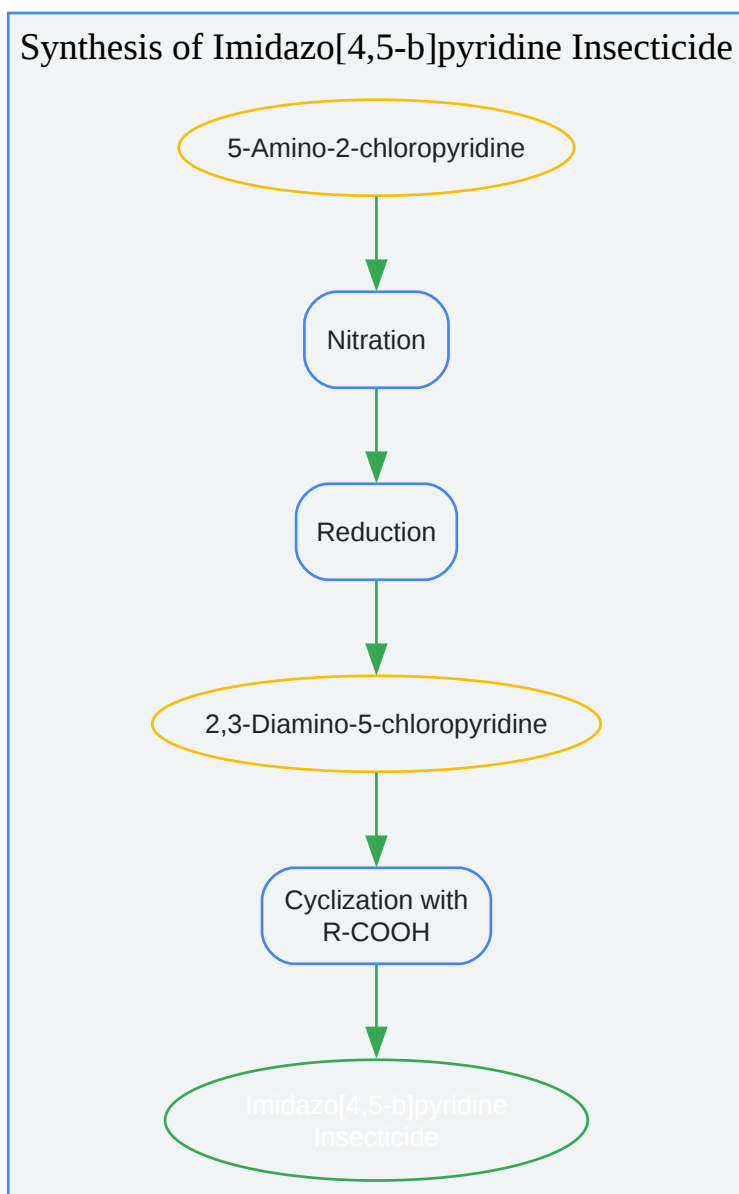 Synthesis of Imidazo[4,5-b]pyridine Insecticide
5-Amino-2-chloropyridine
Nitration
Reduction
2,3-Diamino-5-chloropyridine
Cyclization with
R-COOH
Imidazo[4,5-b]pyridine
Insecticide